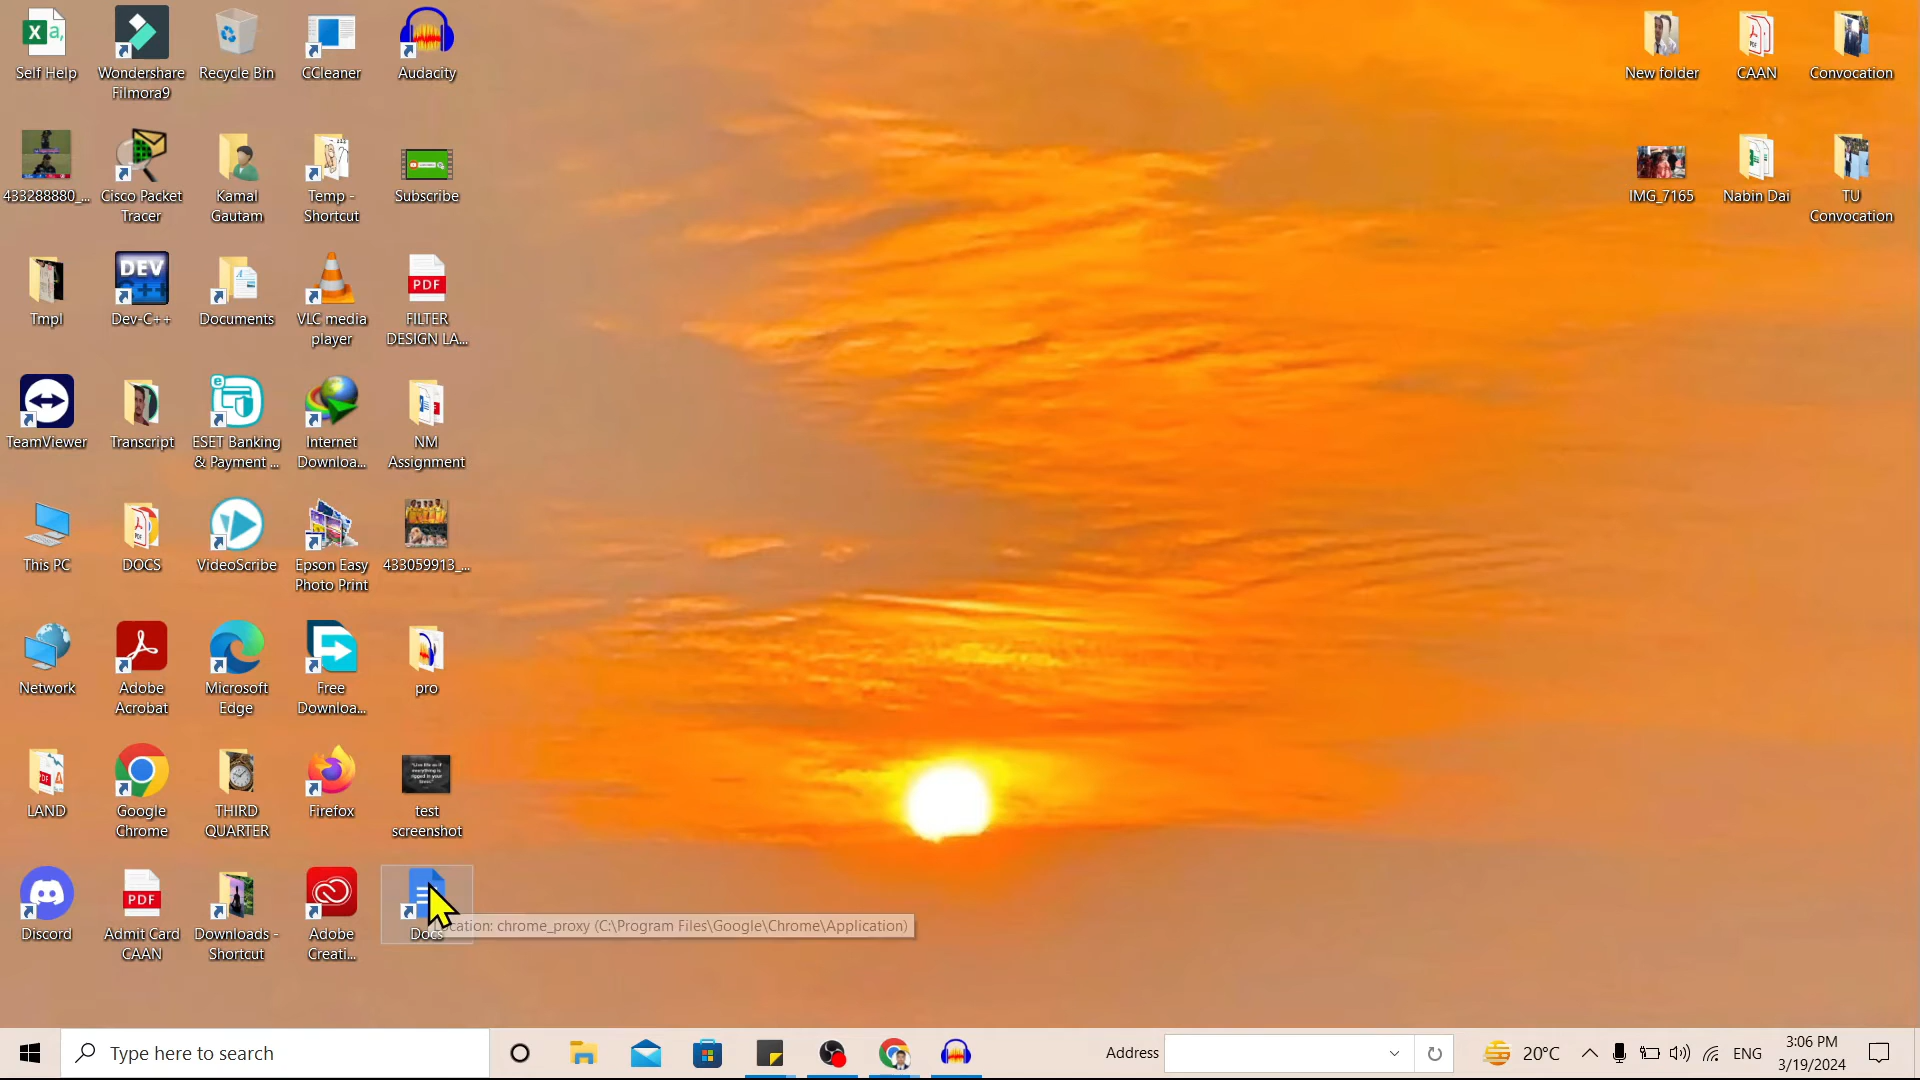 Self Help
Wondershare
Filmora9
Recycle Bin
CCleaner
Audacity
New folder
CAAN
Convocation
433288880_...
Cisco Packet
Tracer
Kamal
Gautam
Temp -
Shortcut
Subscribe
IMG_7165
Nabin Dai
TU
Convocation
Tmpl
DEV
C++
Dev-C++
Documents
VLC media
player
PDF
FILTER
DESIGN LA...
TeamViewer
Transcript
ESET Banking
& Payment ...
Internet
Downloa...
NM
Assignment
This PC
DOCS
VideoScribe
Epson Easy
Photo Print
433059913_...
Network
Adobe
Acrobat
Microsoft
Edge
Free
Downloa...
pro
LAND
Google
Chrome
THIRD
QUARTER
Firefox
test
screenshot
Discord
PDF
Admit Card
CAAN
Downloads -
Shortcut
Adobe
Creati...
Docs
chrome_proxy (C:\Program Files\Google\Chrome\Application)
Type here to search
Address
20°C
ENG
3:06 PM
3/19/2024